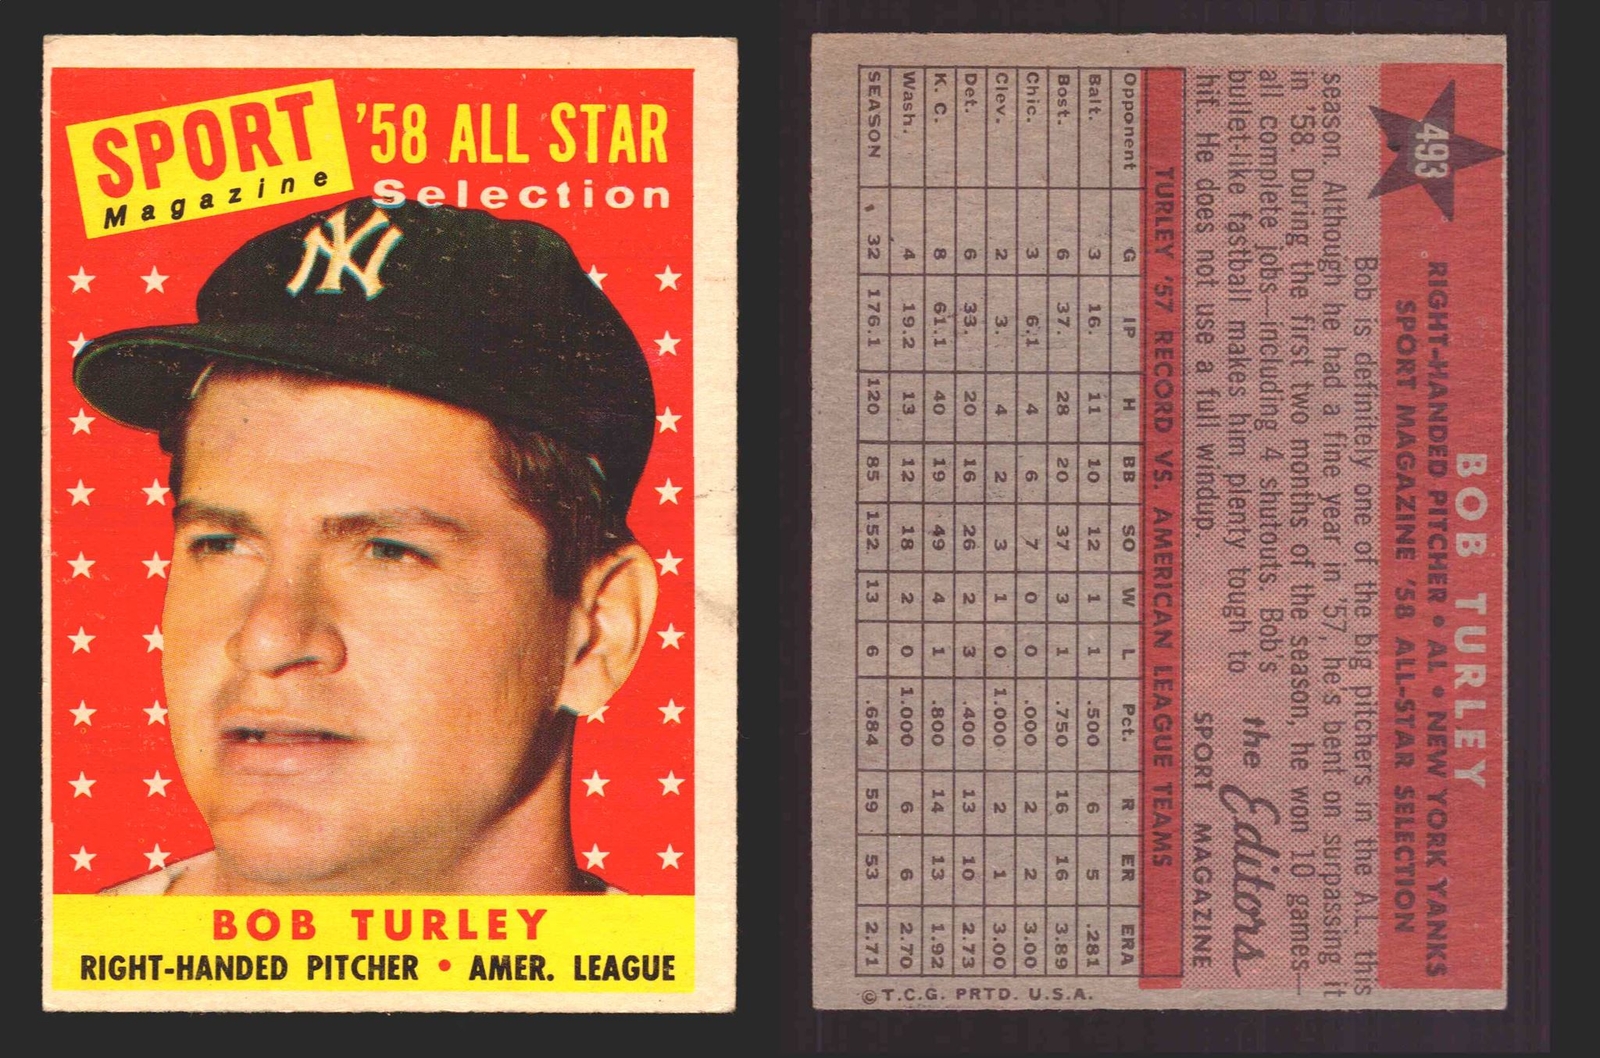 SPORT
Magazine
'58 ALL STAR
Selection
NY
BOB TURLEY
RIGHT-HANDED PITCHER • AMER. LEAGUE
493
BOB TURLEY
RIGHT-HANDED PITCHER • AL • NEW YORK YANKS
SPORT MAGAZINE '58 ALL-STAR SELECTION
Bob is definitely one of the big pitchers in the A.L. this
season. Although he had a fine year in '57, he's bent on surpassing it
in '58. During the first two months of the season, he won 10 games—
all complete jobs—including 4 shutouts. Bob's
bullet-like fastball makes him plenty tough to
hit. He does not use a full windup.
the Editors
SPORT MAGAZINE
TURLEY '57 RECORD VS. AMERICAN LEAGUE TEAMS
Opponent G IP H BB SO W L Pct. R ER ERA
Balt. 3 16. 11 10 12 1 1 .500 6 5 .281
Bost. 6 37. 28 20 37 3 1 .750 16 16 3.89
Chic. 3 6.1 4 6 7 0 0 .000 2 2 3.00
Clev. 2 3. 4 2 3 1 0 1.000 2 1 3.00
Det. 6 33. 20 16 26 2 3 .400 13 10 2.73
K. C. 8 61.1 40 19 49 4 1 .800 14 13 1.92
Wash. 4 19.2 13 12 18 2 0 1.000 6 6 2.70
SEASON 32 176.1 120 85 152 13 6 .684 59 53 2.71
© T.C.G. PRTD. U.S.A.